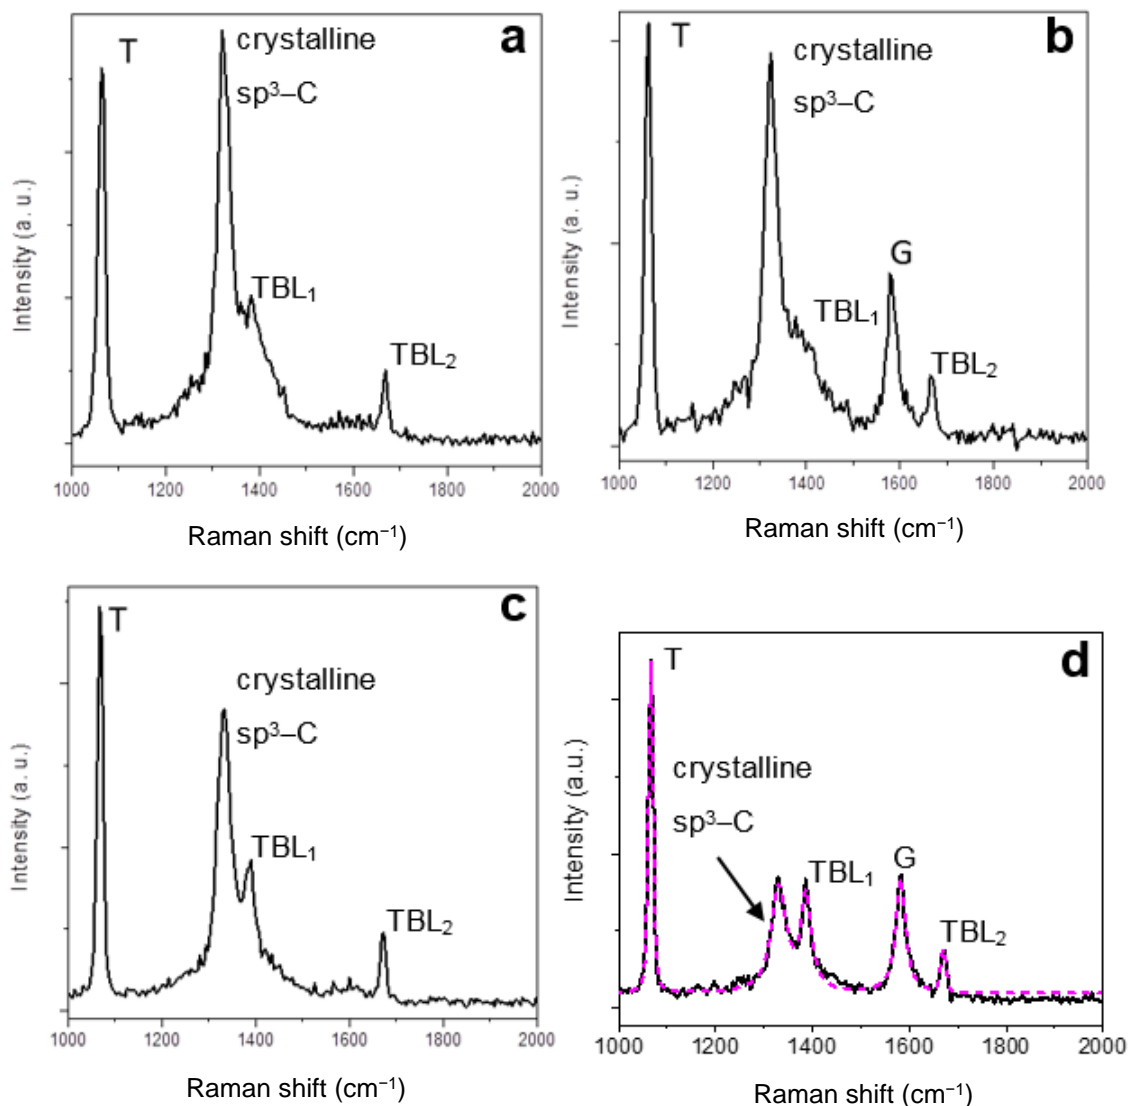 a
T
crystalline
sp³–C
TBL₁
TBL₂
Intensity (a. u.)
1000 1200 1400 1600 1800 2000
Raman shift (cm⁻¹)
b
T
crystalline
sp³–C
G
TBL₁
TBL₂
Intensity (a. u.)
1000 1200 1400 1600 1800 2000
Raman shift (cm⁻¹)
c
T
crystalline
sp³–C
TBL₁
TBL₂
Intensity (a. u.)
1000 1200 1400 1600 1800 2000
Raman shift (cm⁻¹)
d
T
crystalline
sp³–C
TBL₁
G
TBL₂
Intensity (a.u.)
1000 1200 1400 1600 1800 2000
Raman shift (cm⁻¹)